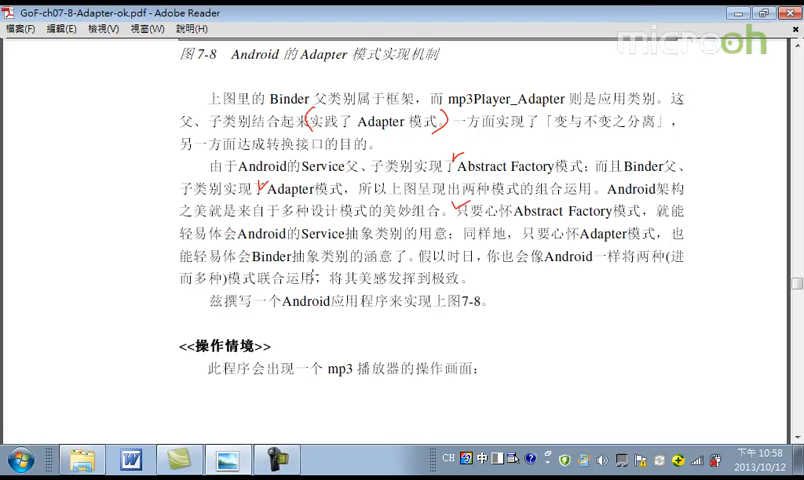 GoF-ch07-8-Adapter-ok.pdf - Adobe Reader
檔案(F) 編輯(E) 檢視(V) 視窗(W) 說明(H)
microoh
图 7-8 Android 的 Adapter 模式实现机制
上图里的 Binder 父类别属于框架，而 mp3Player_Adapter 则是应用类别。这
父、子类别结合起来实践了 Adapter 模式。一方面实现了「变与不变之分离」，
另一方面达成转换接口的目的。
由于Android的Service父、子类别实现了Abstract Factory模式；而且Binder父、
子类别实现了Adapter模式，所以上图呈现出两种模式的组合运用。Android架构
之美就是来自于多种设计模式的美妙组合。只要心怀Abstract Factory模式，就能
轻易体会Android的Service抽象类别的用意；同样地，只要心怀Adapter模式，也
能轻易体会Binder抽象类别的涵意了。假以时日，你也会像Android一样将两种(进
而多种)模式联合运用；将其美感发挥到极致。
兹撰写一个Android应用程序来实现上图7-8。
<<操作情境>>
此程序会出现一个 mp3 播放器的操作画面：
CH 中
下午 10:58
2013/10/12